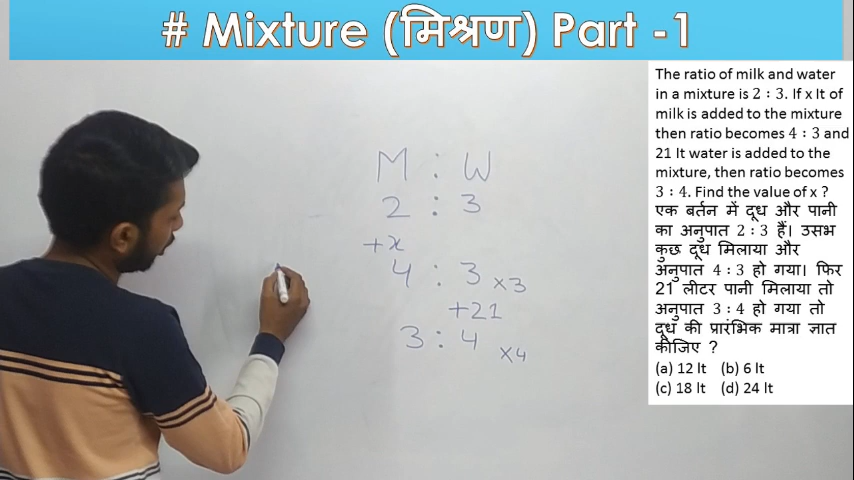 # Mixture (मिश्रण) Part -1
M : W
2 : 3
+x
4 : 3 ×3
+21
3 : 4 ×4
The ratio of milk and water
in a mixture is 2 : 3. If x lt of
milk is added to the mixture
then ratio becomes 4 : 3 and
21 lt water is added to the
mixture, then ratio becomes
3 : 4. Find the value of x ?
एक बर्तन में दूध और पानी
का अनुपात 2 : 3 हैं। उसभ
कुछ दूध मिलाया और
अनुपात 4 : 3 हो गया। फिर
21 लीटर पानी मिलाया तो
अनुपात 3 : 4 हो गया तो
दूध की प्रारंभिक मात्रा ज्ञात
कीजिए ?
(a) 12 lt (b) 6 lt
(c) 18 lt (d) 24 lt